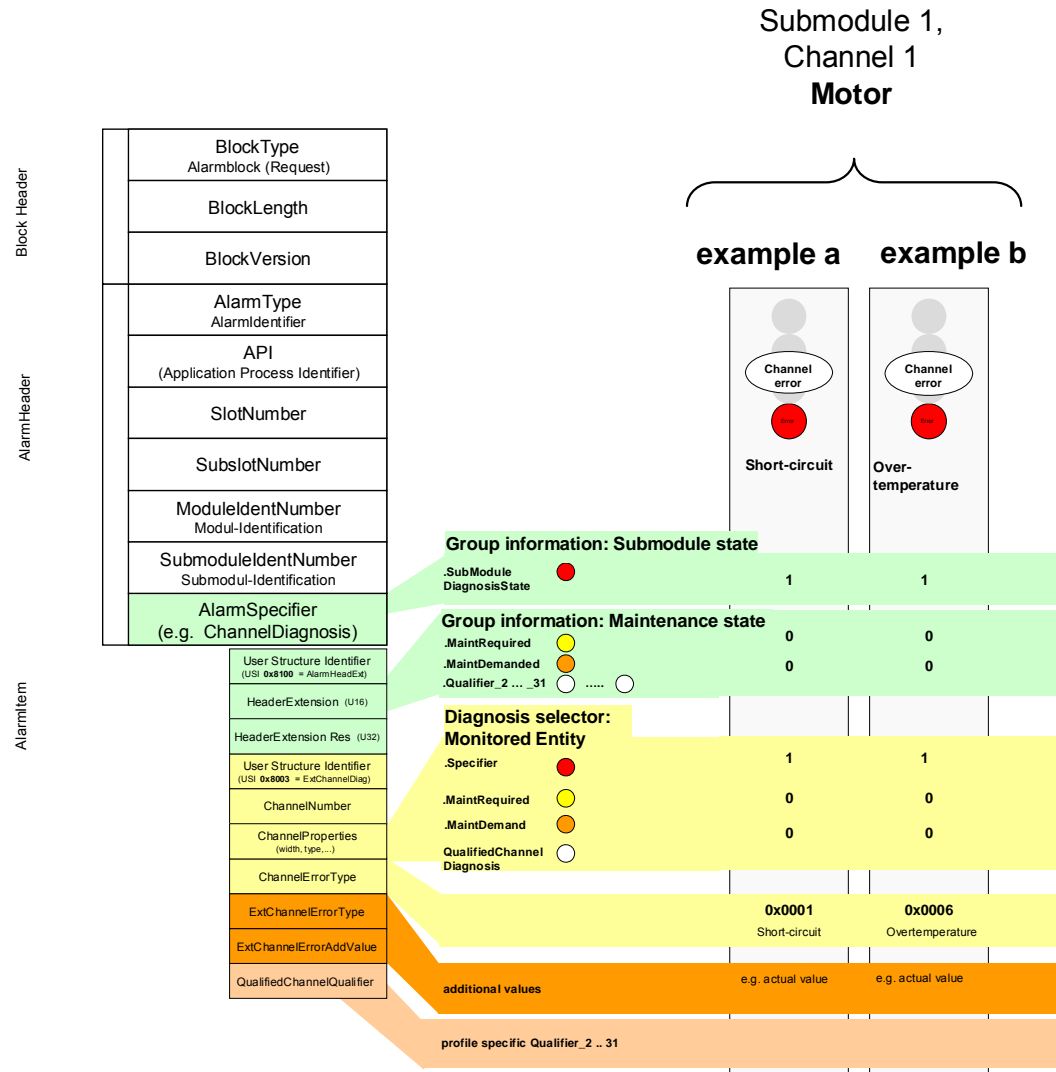 Submodule 1,
Channel 1
Motor
example a
example b
Block Header
BlockType
Alarmblock (Request)
BlockLength
BlockVersion
AlarmHeader
AlarmType
AlarmIdentifier
API
(Application Process Identifier)
SlotNumber
SubslotNumber
ModuleIdentNumber
Modul-Identification
SubmoduleIdentNumber
Submodul-Identification
AlarmSpecifier
(e.g. ChannelDiagnosis)
AlarmItem
User Structure Identifier
(USI 0x8100 = AlarmHeadExt)
HeaderExtension (U16)
HeaderExtension Res (U32)
User Structure Identifier
(USI 0x8003 = ExtChannelDiag)
ChannelNumber
ChannelProperties
(width, type,...)
ChannelErrorType
ExtChannelErrorType
ExtChannelErrorAddValue
QualifiedChannelQualifier
Channel
error
Error
Short-circuit
Channel
error
Error
Over-
temperature
Group information: Submodule state
.SubModule
DiagnosisState
1 1
Group information: Maintenance state
.MaintRequired
0 0
.MaintDemanded
0 0
.Qualifier_2 ... _31 .....
Diagnosis selector:
Monitored Entity
.Specifier
1 1
.MaintRequired
0 0
.MaintDemand
0 0
QualifiedChannel
Diagnosis
0x0001 0x0006
Short-circuit Overtemperature
additional values
e.g. actual value e.g. actual value
profile specific Qualifier_2 .. 31